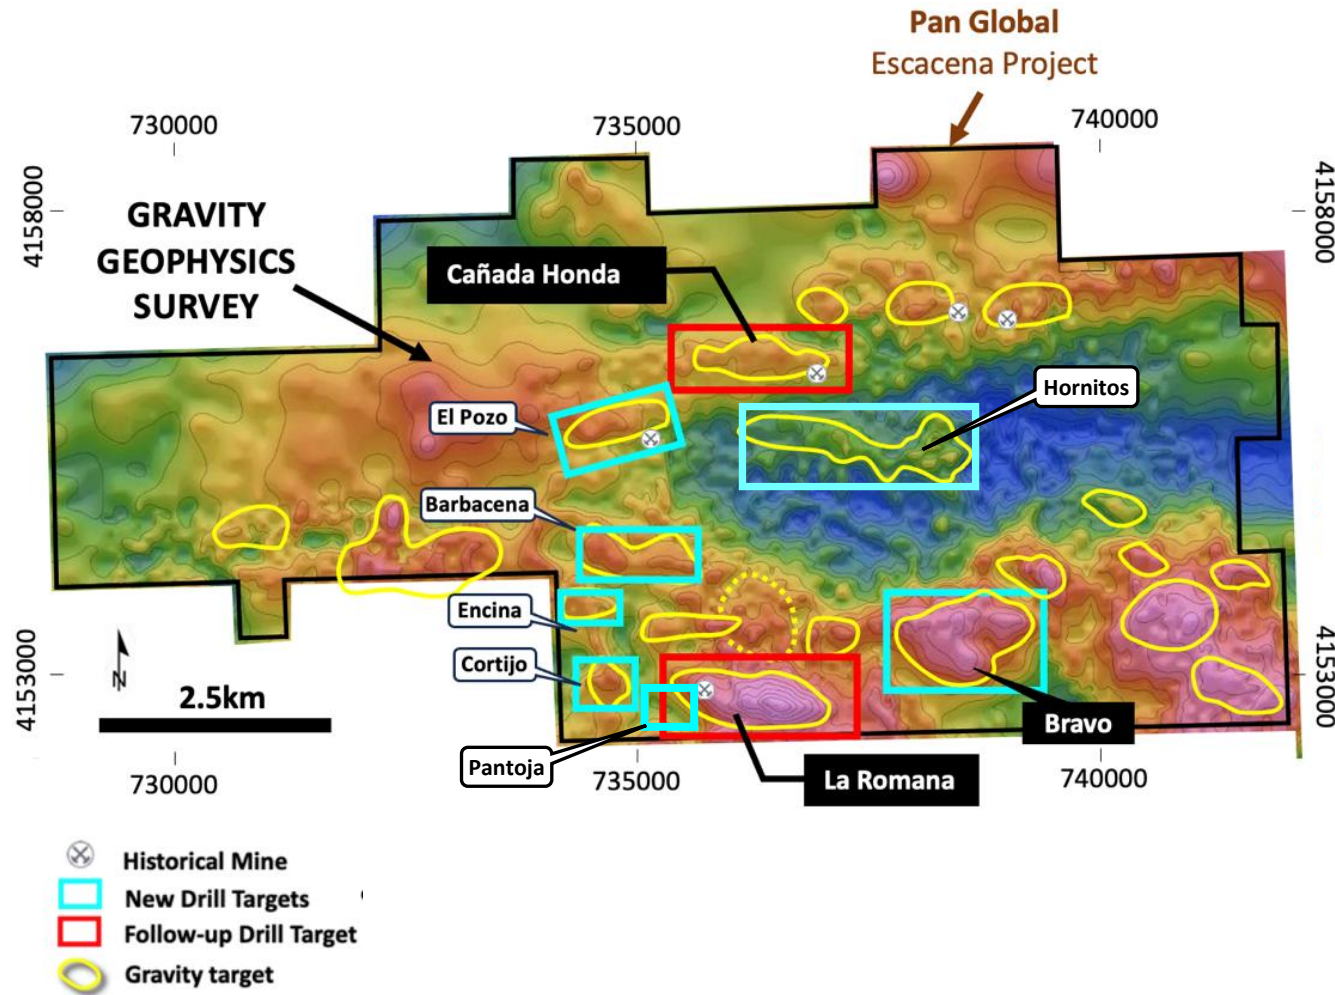 Pan Global
Escacena Project
730000
735000
740000
4158000
4158000
GRAVITY
GEOPHYSICS
SURVEY
Cañada Honda
Hornitos
El Pozo
Barbacena
Encina
Cortijo
4153000
4153000
N
2.5km
Bravo
Pantoja
La Romana
730000
735000
740000
Historical Mine
New Drill Targets
Follow-up Drill Target
Gravity target